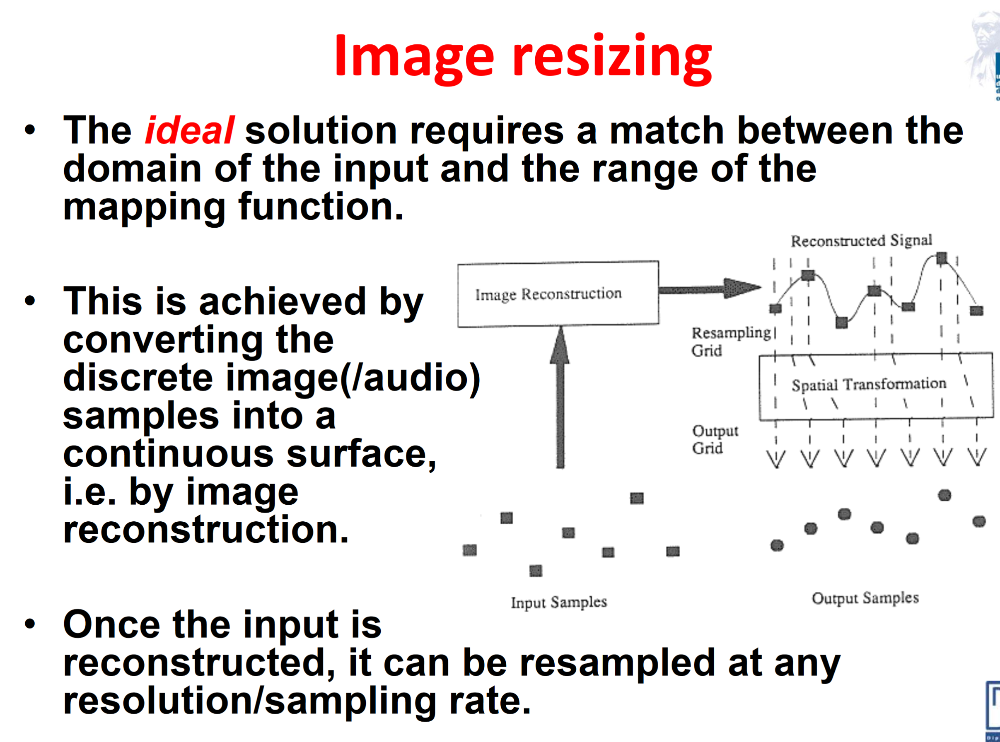 Image resizing
• The ideal solution requires a match between the
domain of the input and the range of the
mapping function.
• This is achieved by
converting the
discrete image(/audio)
samples into a
continuous surface,
i.e. by image
reconstruction.
• Once the input is
reconstructed, it can be resampled at any
resolution/sampling rate.
Reconstructed Signal
Image Reconstruction
Resampling
Grid
Spatial Transformation
Output
Grid
Input Samples
Output Samples